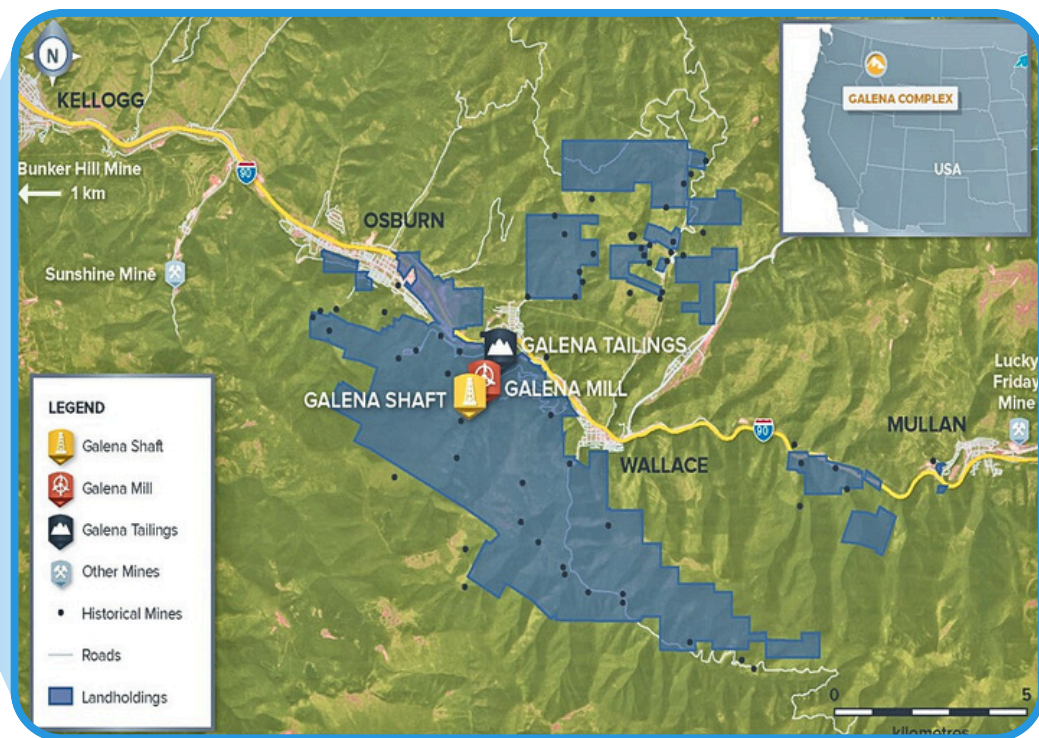 N
KELLOGG
Bunker Hill Mine
1 km
90
OSBURN
Sunshine Mine
GALENA COMPLEX
USA
GALENA TAILINGS
GALENA MILL
GALENA SHAFT
Lucky
Friday
Mine
MULLAN
90
WALLACE
LEGEND
Galena Shaft
Galena Mill
Galena Tailings
Other Mines
Historical Mines
Roads
Landholdings
0 5
kilometres